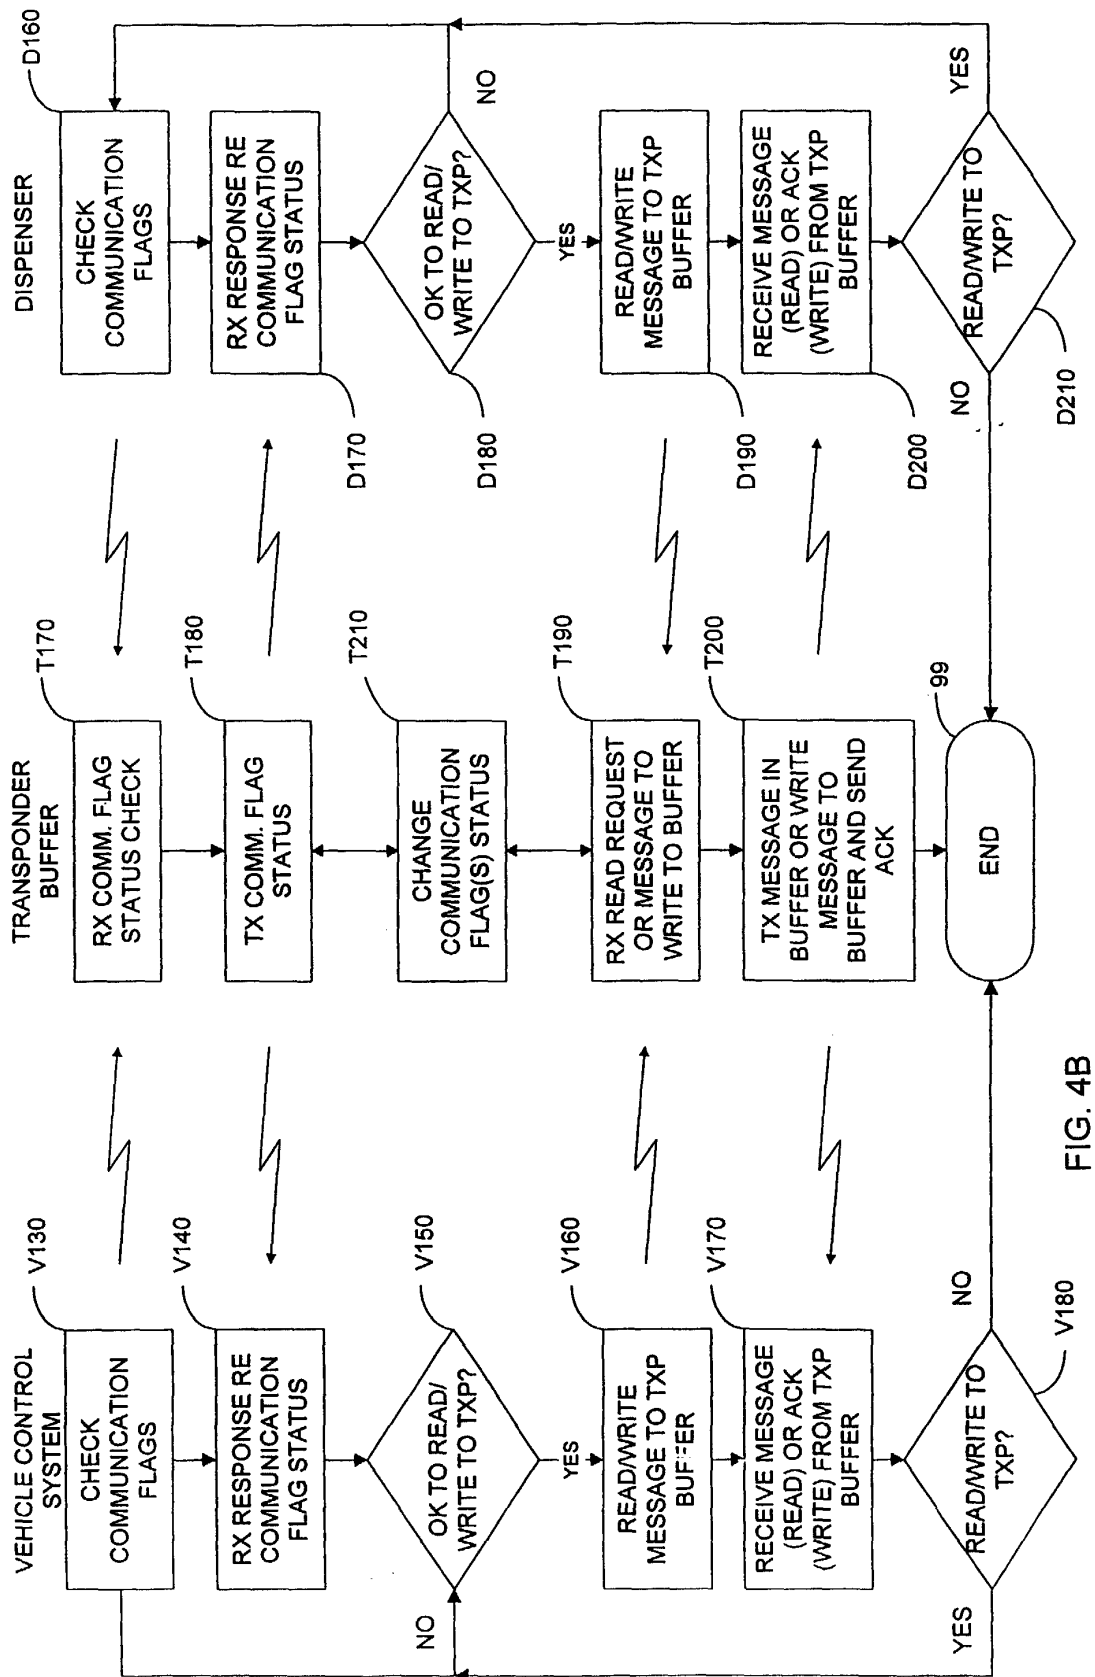 VEHICLE CONTROL
SYSTEM
CHECK
COMMUNICATION
FLAGS
V130
RX RESPONSE RE
COMMUNICATION
FLAG STATUS
V140
OK TO READ/
WRITE TO TXP?
V150
NO
YES
READ/WRITE
MESSAGE TO TXP
BUFFER
V160
RECEIVE MESSAGE
(READ) OR ACK
(WRITE) FROM TXP
BUFFER
V170
READ/WRITE TO
TXP?
V180
YES
NO
TRANSPONDER
BUFFER
RX COMM. FLAG
STATUS CHECK
T170
TX COMM. FLAG
STATUS
T180
CHANGE
COMMUNICATION
FLAG(S) STATUS
T210
RX READ REQUEST
OR MESSAGE TO
WRITE TO BUFFER
T190
TX MESSAGE IN
BUFFER OR WRITE
MESSAGE TO
BUFFER AND SEND
ACK
T200
END
99
DISPENSER
CHECK
COMMUNICATION
FLAGS
D160
RX RESPONSE RE
COMMUNICATION
FLAG STATUS
D170
OK TO READ/
WRITE TO TXP?
D180
NO
YES
READ/WRITE
MESSAGE TO TXP
BUFFER
D190
RECEIVE MESSAGE
(READ) OR ACK
(WRITE) FROM TXP
BUFFER
D200
READ/WRITE TO
TXP?
D210
NO
YES
FIG. 4B